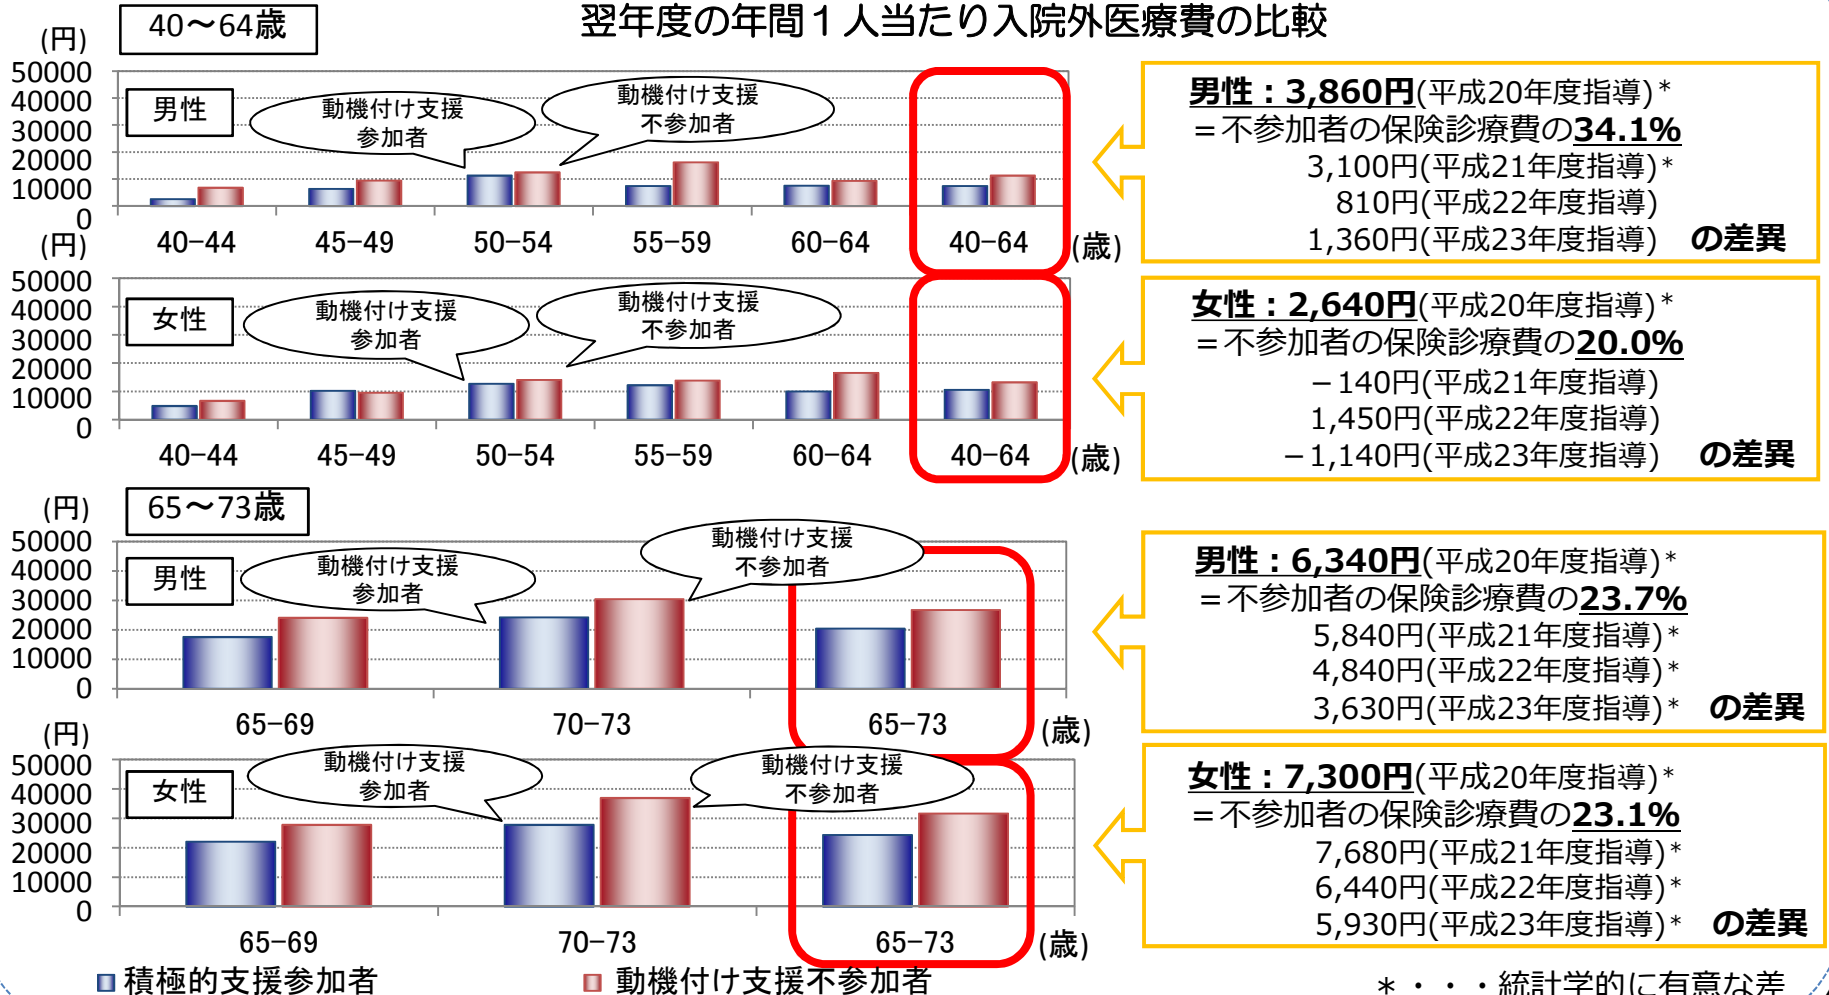 翌年度の年間１人当たり入院外医療費の比較
40～64歳
(円)
50000
40000
30000
20000
10000
0
男性
動機付け支援
参加者
動機付け支援
不参加者
40-44 45-49 50-54 55-59 60-64 40-64 (歳)
男性：3,860円(平成20年度指導)*
＝不参加者の保険診療費の34.1%
3,100円(平成21年度指導)*
810円(平成22年度指導)
1,360円(平成23年度指導) の差異
(円)
50000
40000
30000
20000
10000
0
女性
動機付け支援
参加者
動機付け支援
不参加者
40-44 45-49 50-54 55-59 60-64 40-64 (歳)
女性：2,640円(平成20年度指導)*
＝不参加者の保険診療費の20.0%
－140円(平成21年度指導)
1,450円(平成22年度指導)
－1,140円(平成23年度指導) の差異
65～73歳
(円)
50000
40000
30000
20000
10000
0
男性
動機付け支援
参加者
動機付け支援
不参加者
65-69 70-73 65-73 (歳)
男性：6,340円(平成20年度指導)*
＝不参加者の保険診療費の23.7%
5,840円(平成21年度指導)*
4,840円(平成22年度指導)*
3,630円(平成23年度指導)* の差異
(円)
50000
40000
30000
20000
10000
0
女性
動機付け支援
参加者
動機付け支援
不参加者
65-69 70-73 65-73 (歳)
女性：7,300円(平成20年度指導)*
＝不参加者の保険診療費の23.1%
7,680円(平成21年度指導)*
6,440円(平成22年度指導)*
5,930円(平成23年度指導)* の差異
積極的支援参加者 動機付け支援不参加者
＊・・・統計学的に有意な差